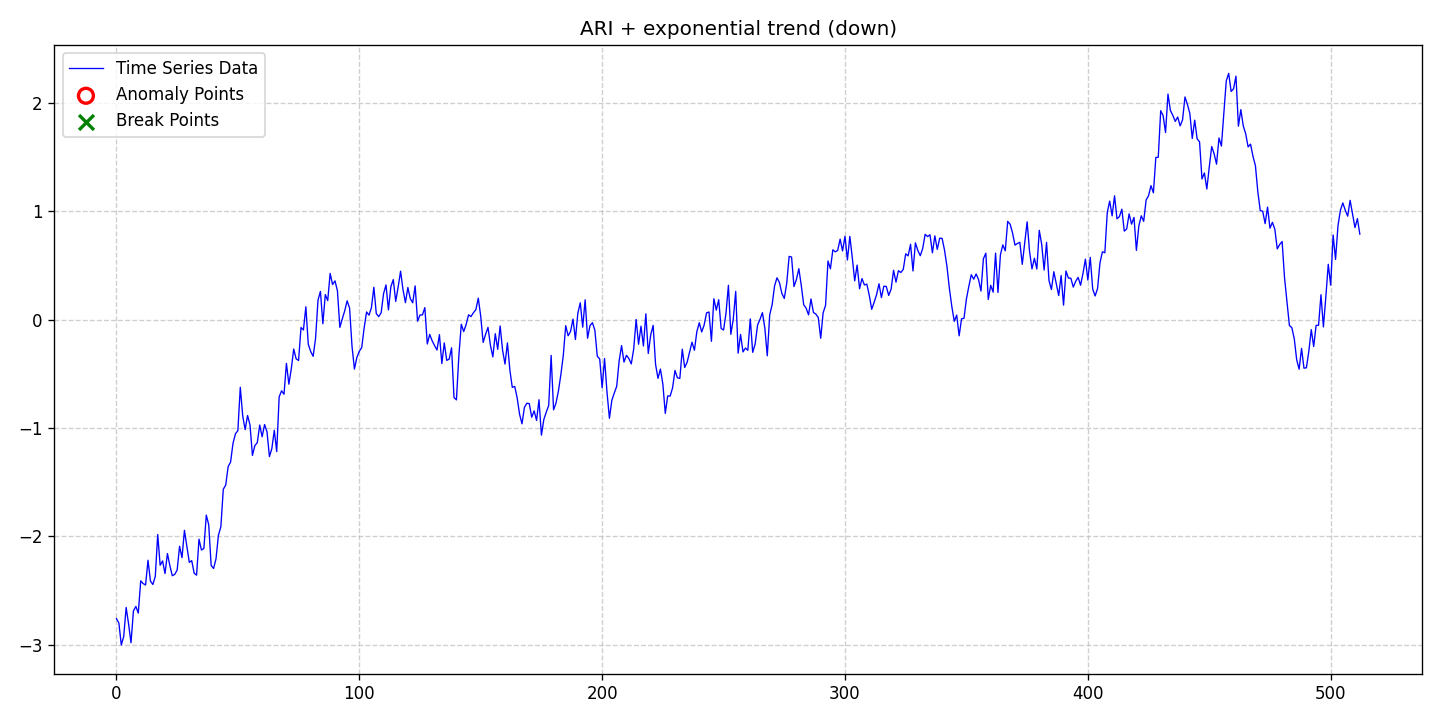 ARI + exponential trend (down)
Time Series Data
Anomaly Points
Break Points
2
1
0
−1
−2
−3
0 100 200 300 400 500